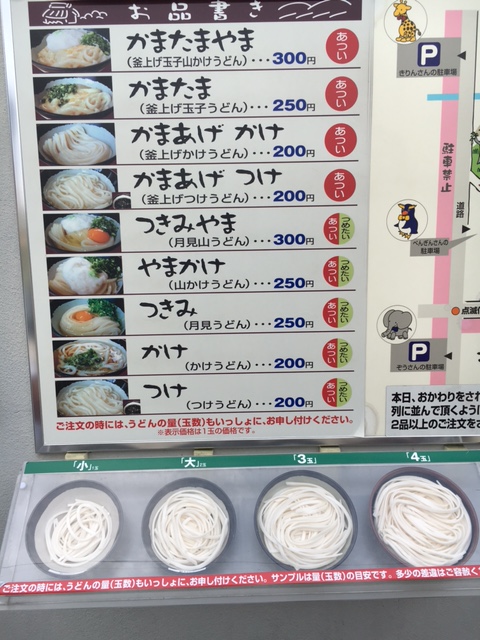 お品書き
かまたまやま
(釜上げ玉子山かけうどん)・・・300円
あつい
かまたま
(釜上げ玉子うどん)・・・250円
あつい
かまあげ かけ
(釜上げかけうどん)・・・200円
あつい
かまあげ つけ
(釜上げつけうどん)・・・200円
あつい
つきみやま
(月見山うどん)・・・300円
あつい つめたい
やまかけ
(山かけうどん)・・・250円
あつい つめたい
つきみ
(月見うどん)・・・250円
あつい つめたい
かけ
(かけうどん)・・・200円
あつい つめたい
つけ
(つけうどん)・・・200円
あつい つめたい
ご注文の時には、うどんの量(玉数)もいっしょに、お申し付けください。
※表示価格は1玉の価格です。
P
きりんさんの駐車場
駐車禁止
道路
ぺんぎんさんの駐車場
点滅信
P
ぞうさんの駐車場
本日、おかわりをされ
列に並んで頂くよう
2品以上のご注文をさ
「小」1玉
「大」2玉
「3玉」
「4玉」
ご注文の時には、うどんの量(玉数)もいっしょに、お申し付けください。サンプルは量(玉数)の目安です。多少の差違はご容赦く